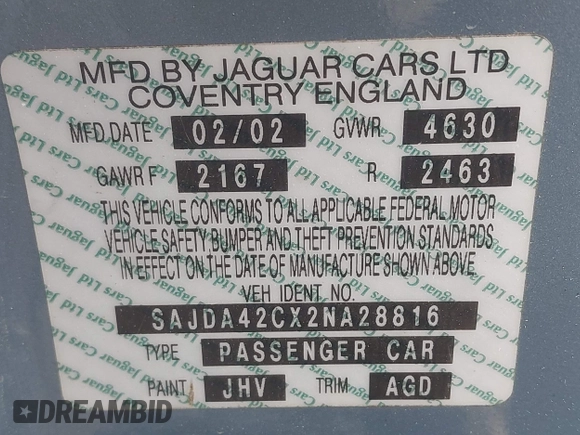 MFD BY JAGUAR CARS LTD
COVENTRY ENGLAND
MFD.DATE 02/02 GVWR 4630
GAWR F 2167 R 2463
THIS VEHICLE CONFORMS TO ALL APPLICABLE FEDERAL MOTOR
VEHICLE SAFETY BUMPER AND THEFT PREVENTION STANDARDS
IN EFFECT ON THE DATE OF MANUFACTURE SHOWN ABOVE
VEH IDENT NO.
SAJDA42CX2NA28816
TYPE PASSENGER CAR
PAINT JHV TRIM AGD
DREAMBID